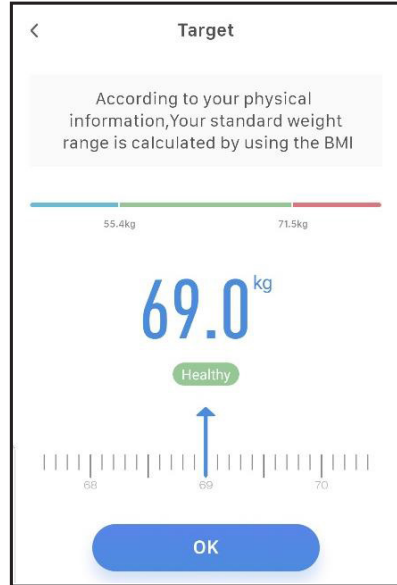 Target
According to your physical
information,Your standard weight
range is calculated by using the BMI
55.4kg 71.5kg
69.0 kg
Healthy
68 69 70
OK